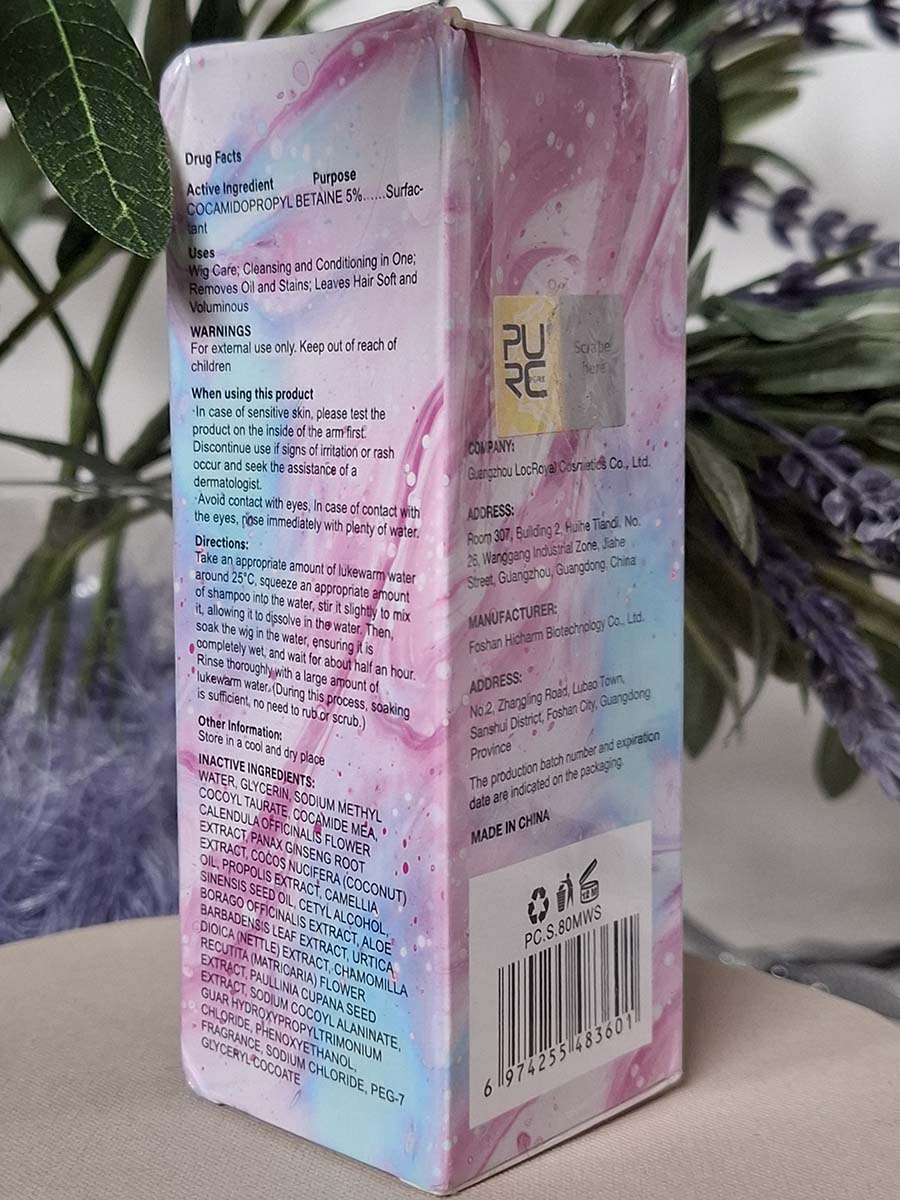 Drug Facts
Active Ingredient Purpose
COCAMIDOPROPYL BETAINE 5%......Surfac-
tant
Uses
Wig Care; Cleansing and Conditioning in One;
Removes Oil and Stains; Leaves Hair Soft and
Voluminous
WARNINGS
For external use only. Keep out of reach of
children
When using this product
·In case of sensitive skin, please test the
product on the inside of the arm first.
Discontinue use if signs of irritation or rash
occur and seek the assistance of a
dermatologist.
·Avoid contact with eyes, In case of contact with
the eyes, rinse immediately with plenty of water.
Directions:
Take an appropriate amount of lukewarm water
around 25°C, squeeze an appropriate amount
of shampoo into the water, stir it slightly to mix
it, allowing it to dissolve in the water. Then,
soak the wig in the water, ensuring it is
completely wet, and wait for about half an hour.
Rinse thoroughly with a large amount of
lukewarm water.(During this process, soaking
is sufficient, no need to rub or scrub.)
Other Information:
Store in a cool and dry place
INACTIVE INGREDIENTS:
WATER, GLYCERIN, SODIUM METHYL
COCOYL TAURATE, COCAMIDE MEA,
CALENDULA OFFICINALIS FLOWER
EXTRACT, PANAX GINSENG ROOT
EXTRACT, COCOS NUCIFERA (COCONUT)
OIL, PROPOLIS EXTRACT, CAMELLIA
SINENSIS SEED OIL, CETYL ALCOHOL,
BORAGO OFFICINALIS EXTRACT, ALOE
BARBADENSIS LEAF EXTRACT, URTICA
DIOICA (NETTLE) EXTRACT, CHAMOMILLA
RECUTITA (MATRICARIA) FLOWER
EXTRACT, PAULLINIA CUPANA SEED
EXTRACT, SODIUM COCOYL ALANINATE,
GUAR HYDROXYPROPYLTRIMONIUM
CHLORIDE, PHENOXYETHANOL,
FRAGRANCE, SODIUM CHLORIDE, PEG-7
GLYCERYL COCOATE
PU
RC
here
COMPANY:
Guangzhou LocRoyal Cosmetics Co., Ltd.
ADDRESS:
Room 307, Building 2, Huihe Tiandi, No.
26, Wanggang Industrial Zone, Jiahe
Street, Guangzhou, Guangdong, China
MANUFACTURER:
Foshan Hicharm Biotechnology Co., Ltd.
ADDRESS:
No.2, Zhangling Road, Lubao Town,
Sanshui District, Foshan City, Guangdong
Province
The production batch number and expiration
date are indicated on the packaging.
MADE IN CHINA
12 M
PC.S.80MWS
6 974255 483601